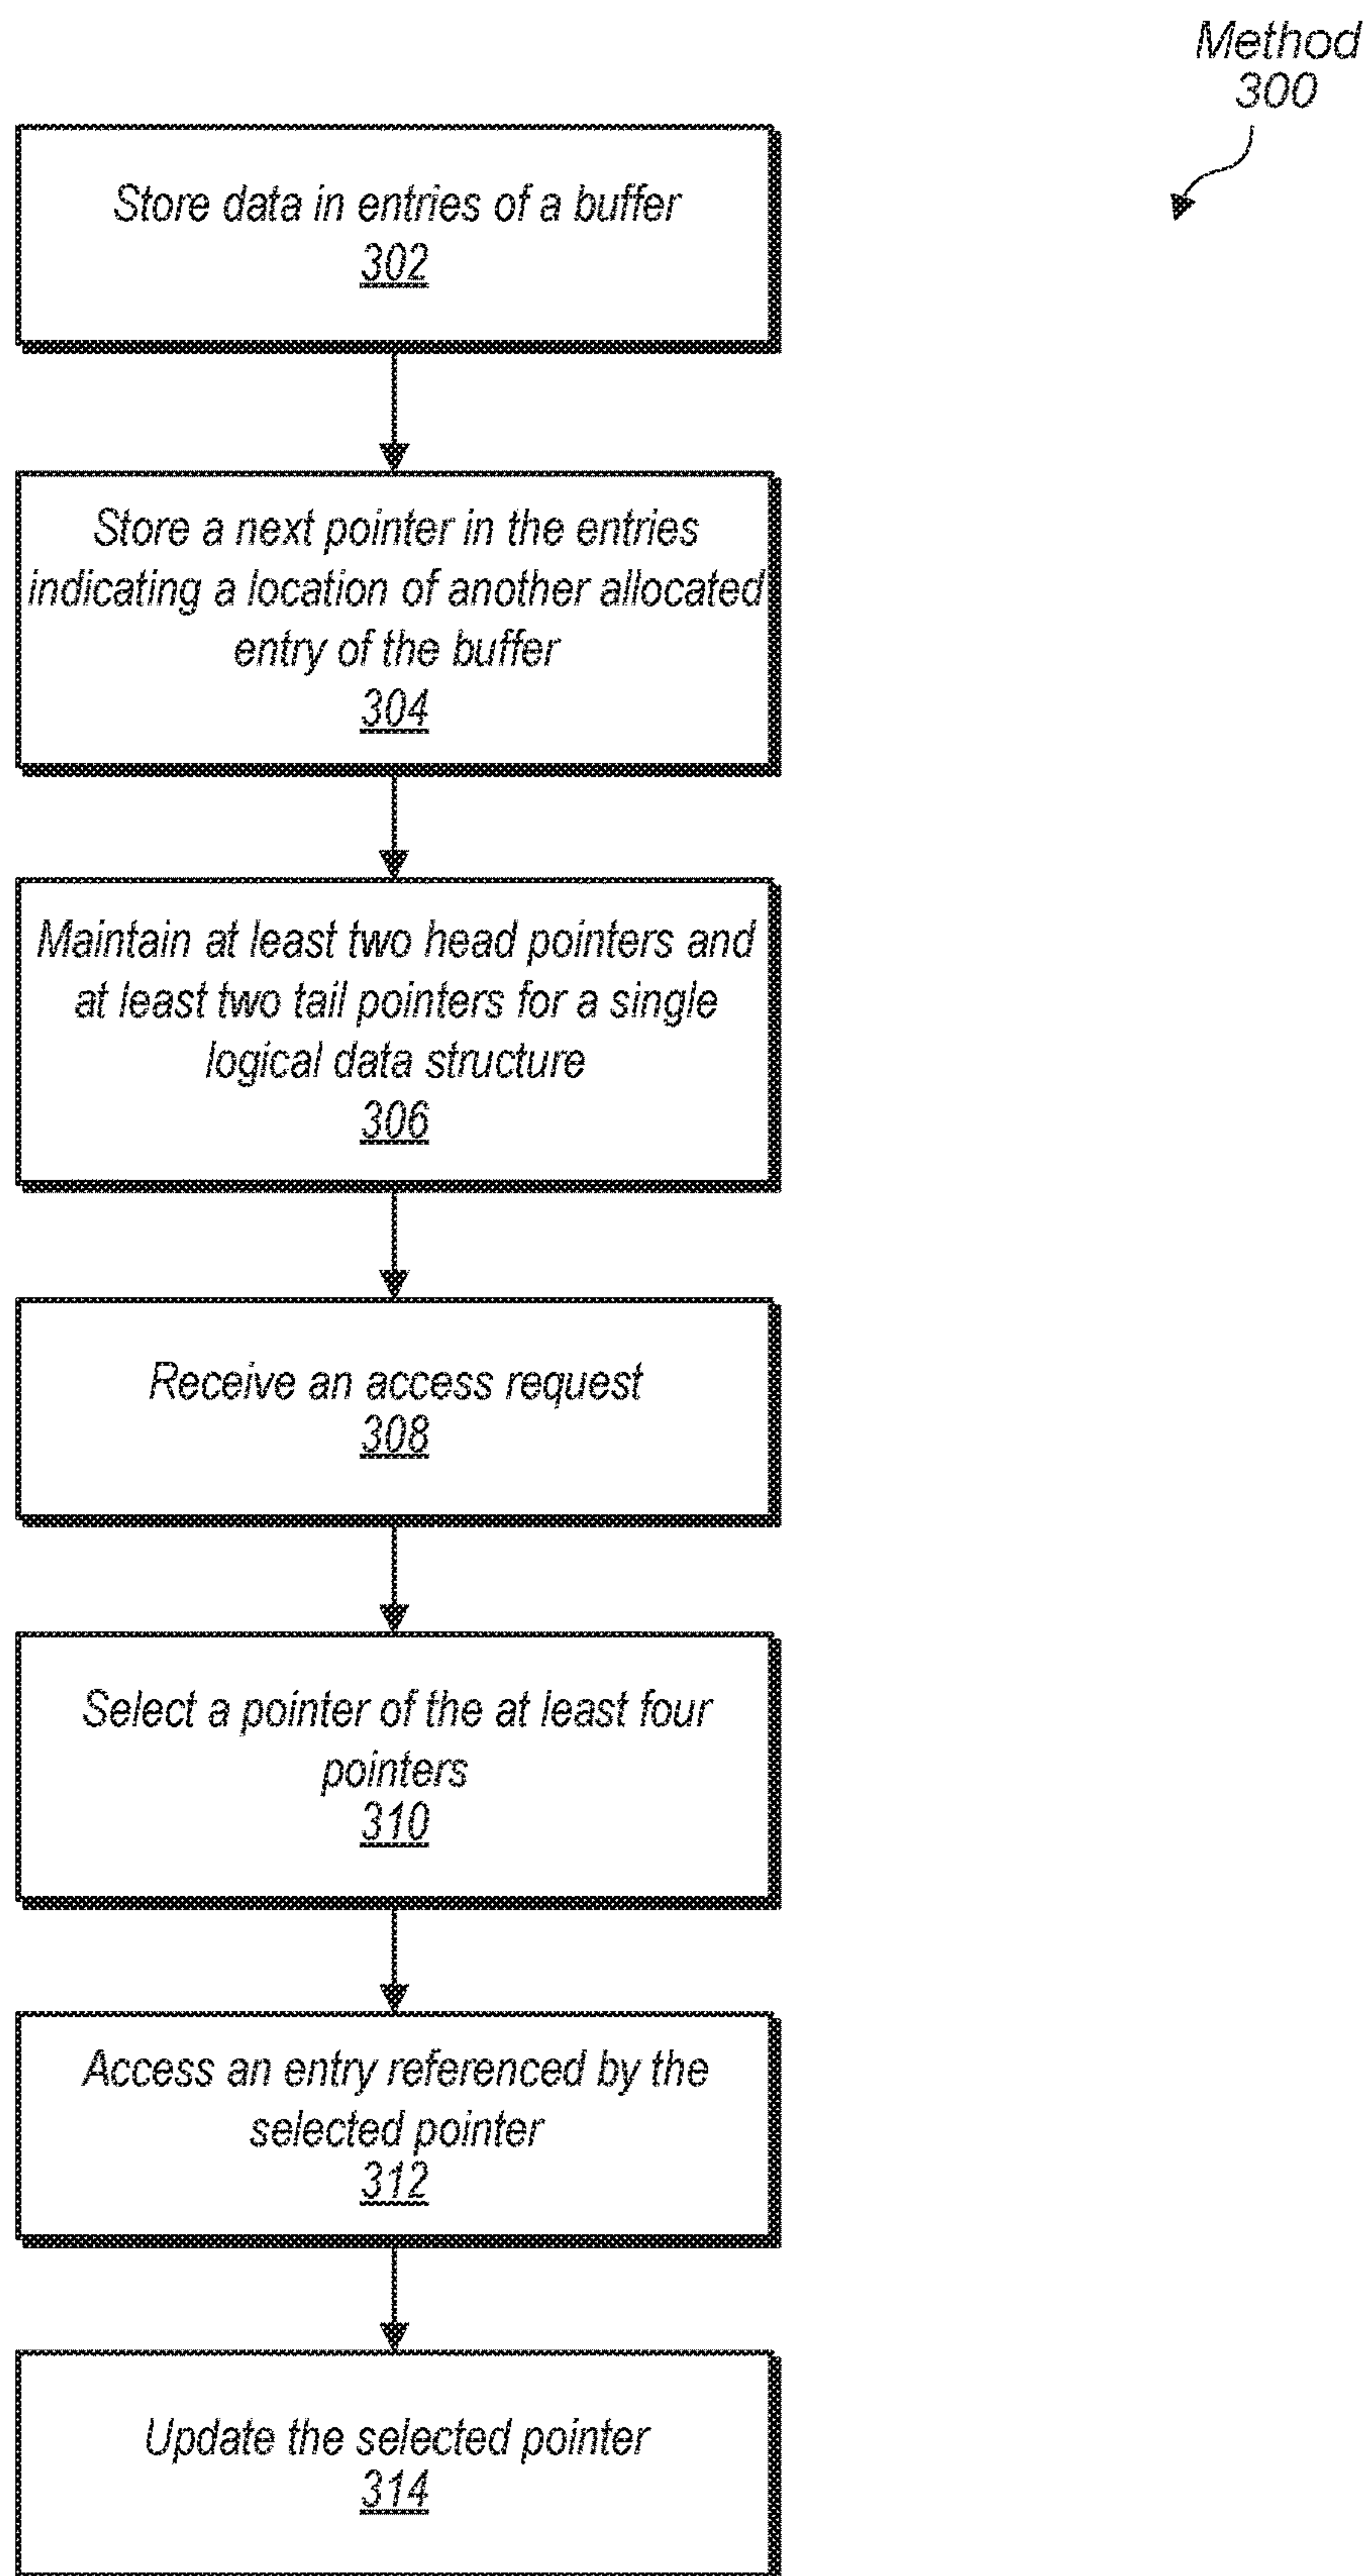 Method
300
Store data in entries of a buffer
302
Store a next pointer in the entries
indicating a location of another allocated
entry of the buffer
304
Maintain at least two head pointers and
at least two tail pointers for a single
logical data structure
306
Receive an access request
308
Select a pointer of the at least four
pointers
310
Access an entry referenced by the
selected pointer
312
Update the selected pointer
314